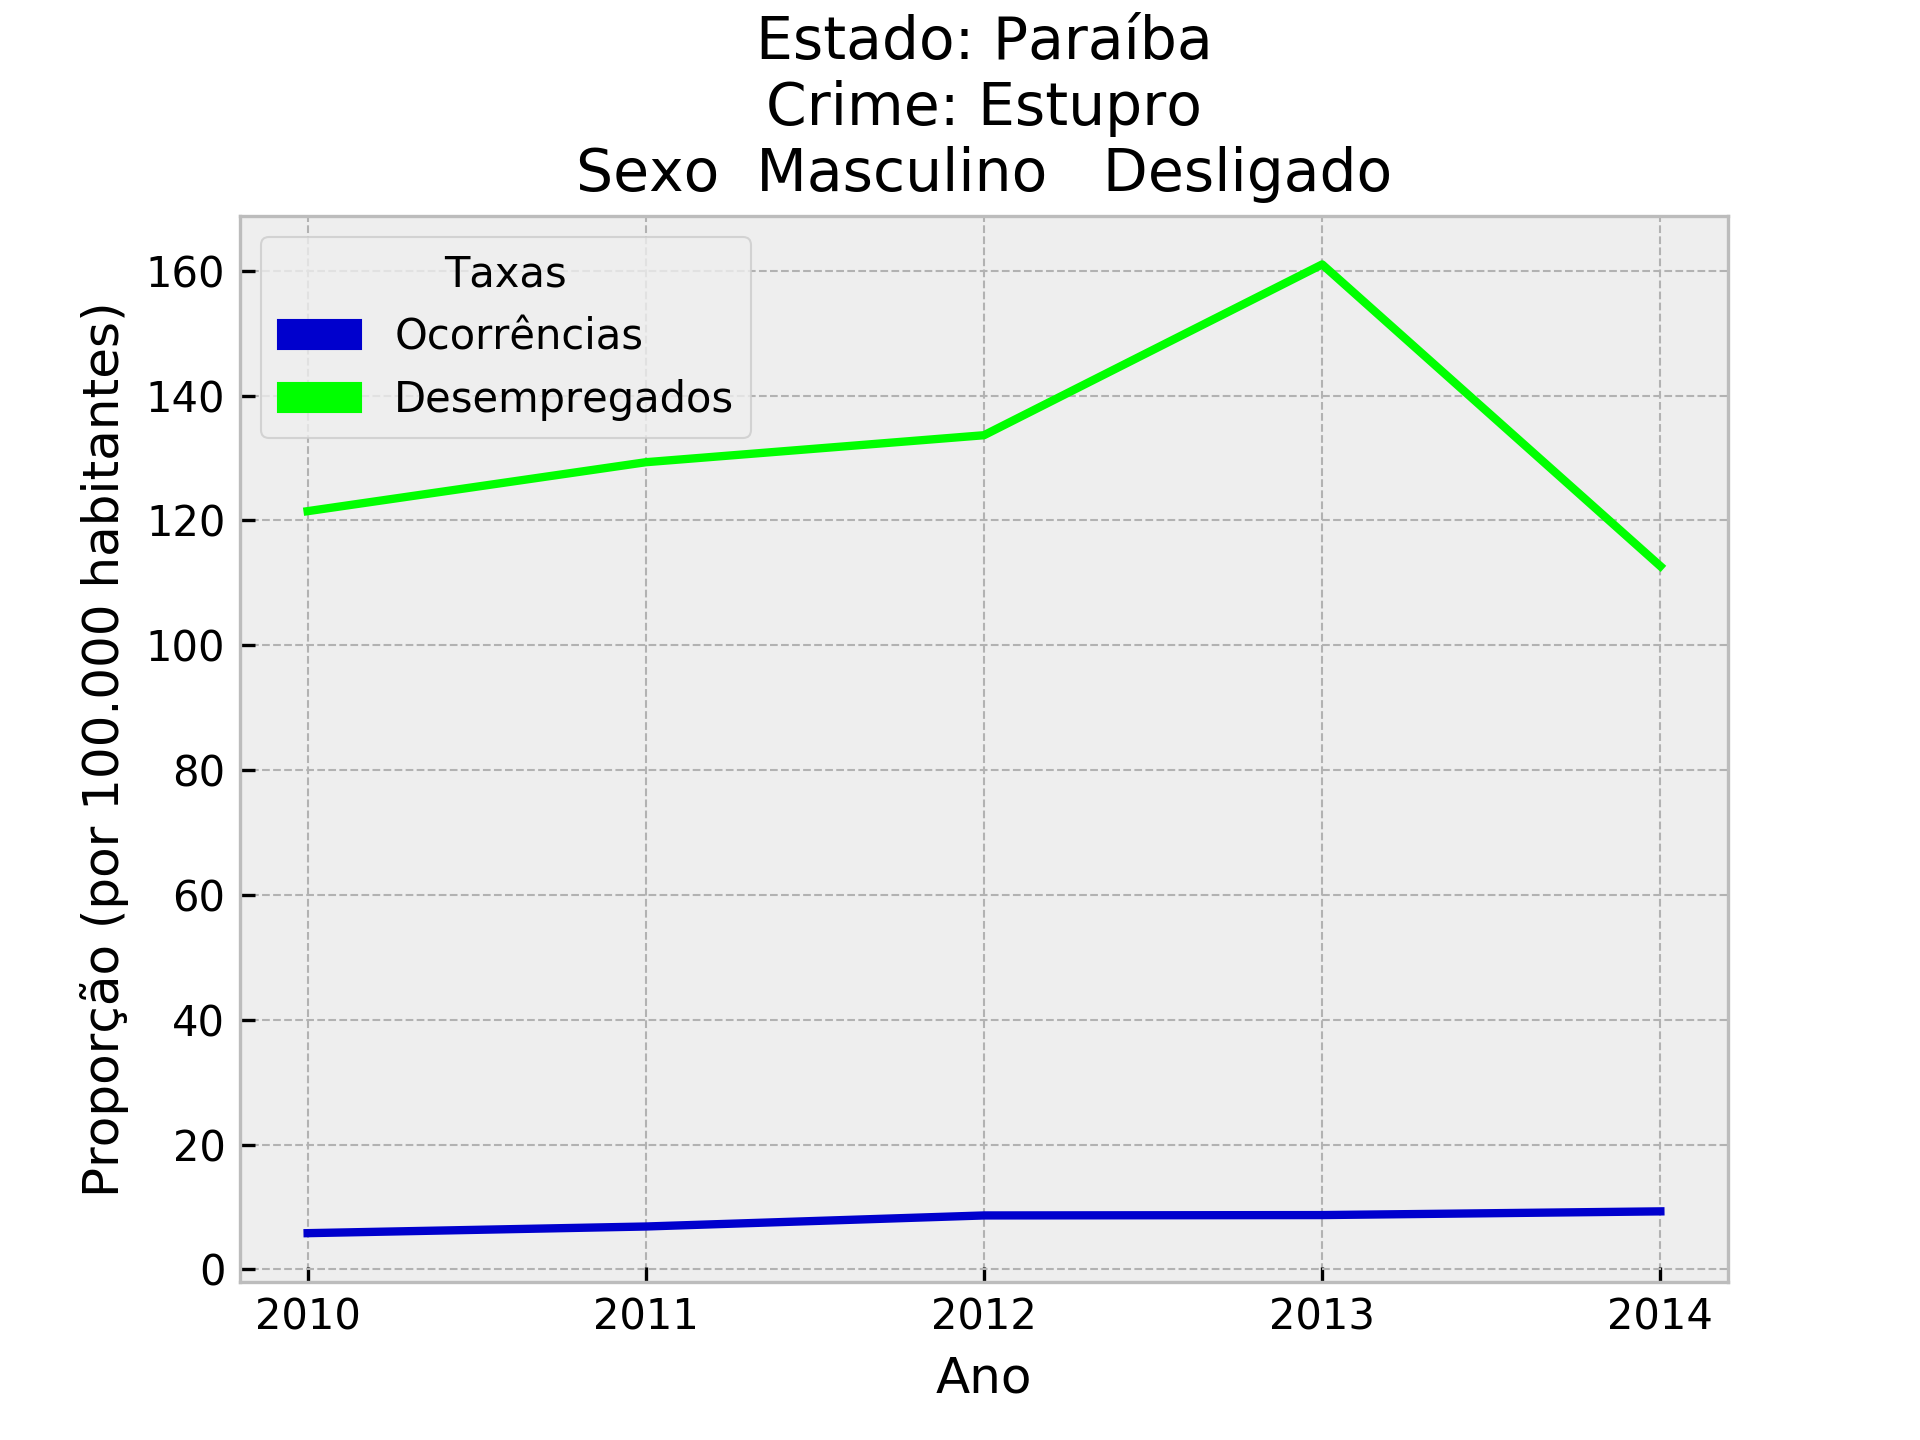 Estado: Paraíba
Crime: Estupro
Sexo  Masculino   Desligado
Taxas
Ocorrências
Desempregados
Proporção (por 100.000 habitantes)
160
140
120
100
80
60
40
20
0
2010 2011 2012 2013 2014
Ano